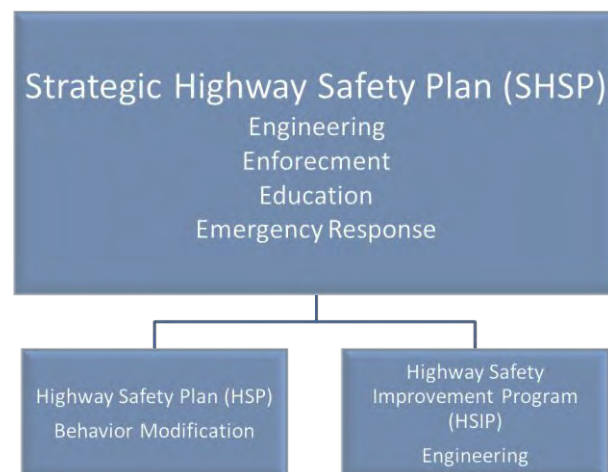 Strategic Highway Safety Plan (SHSP)
Engineering
Enforecment
Education
Emergency Response
Highway Safety Plan (HSP)
Behavior Modification
Highway Safety
Improvement Program
(HSIP)
Engineering